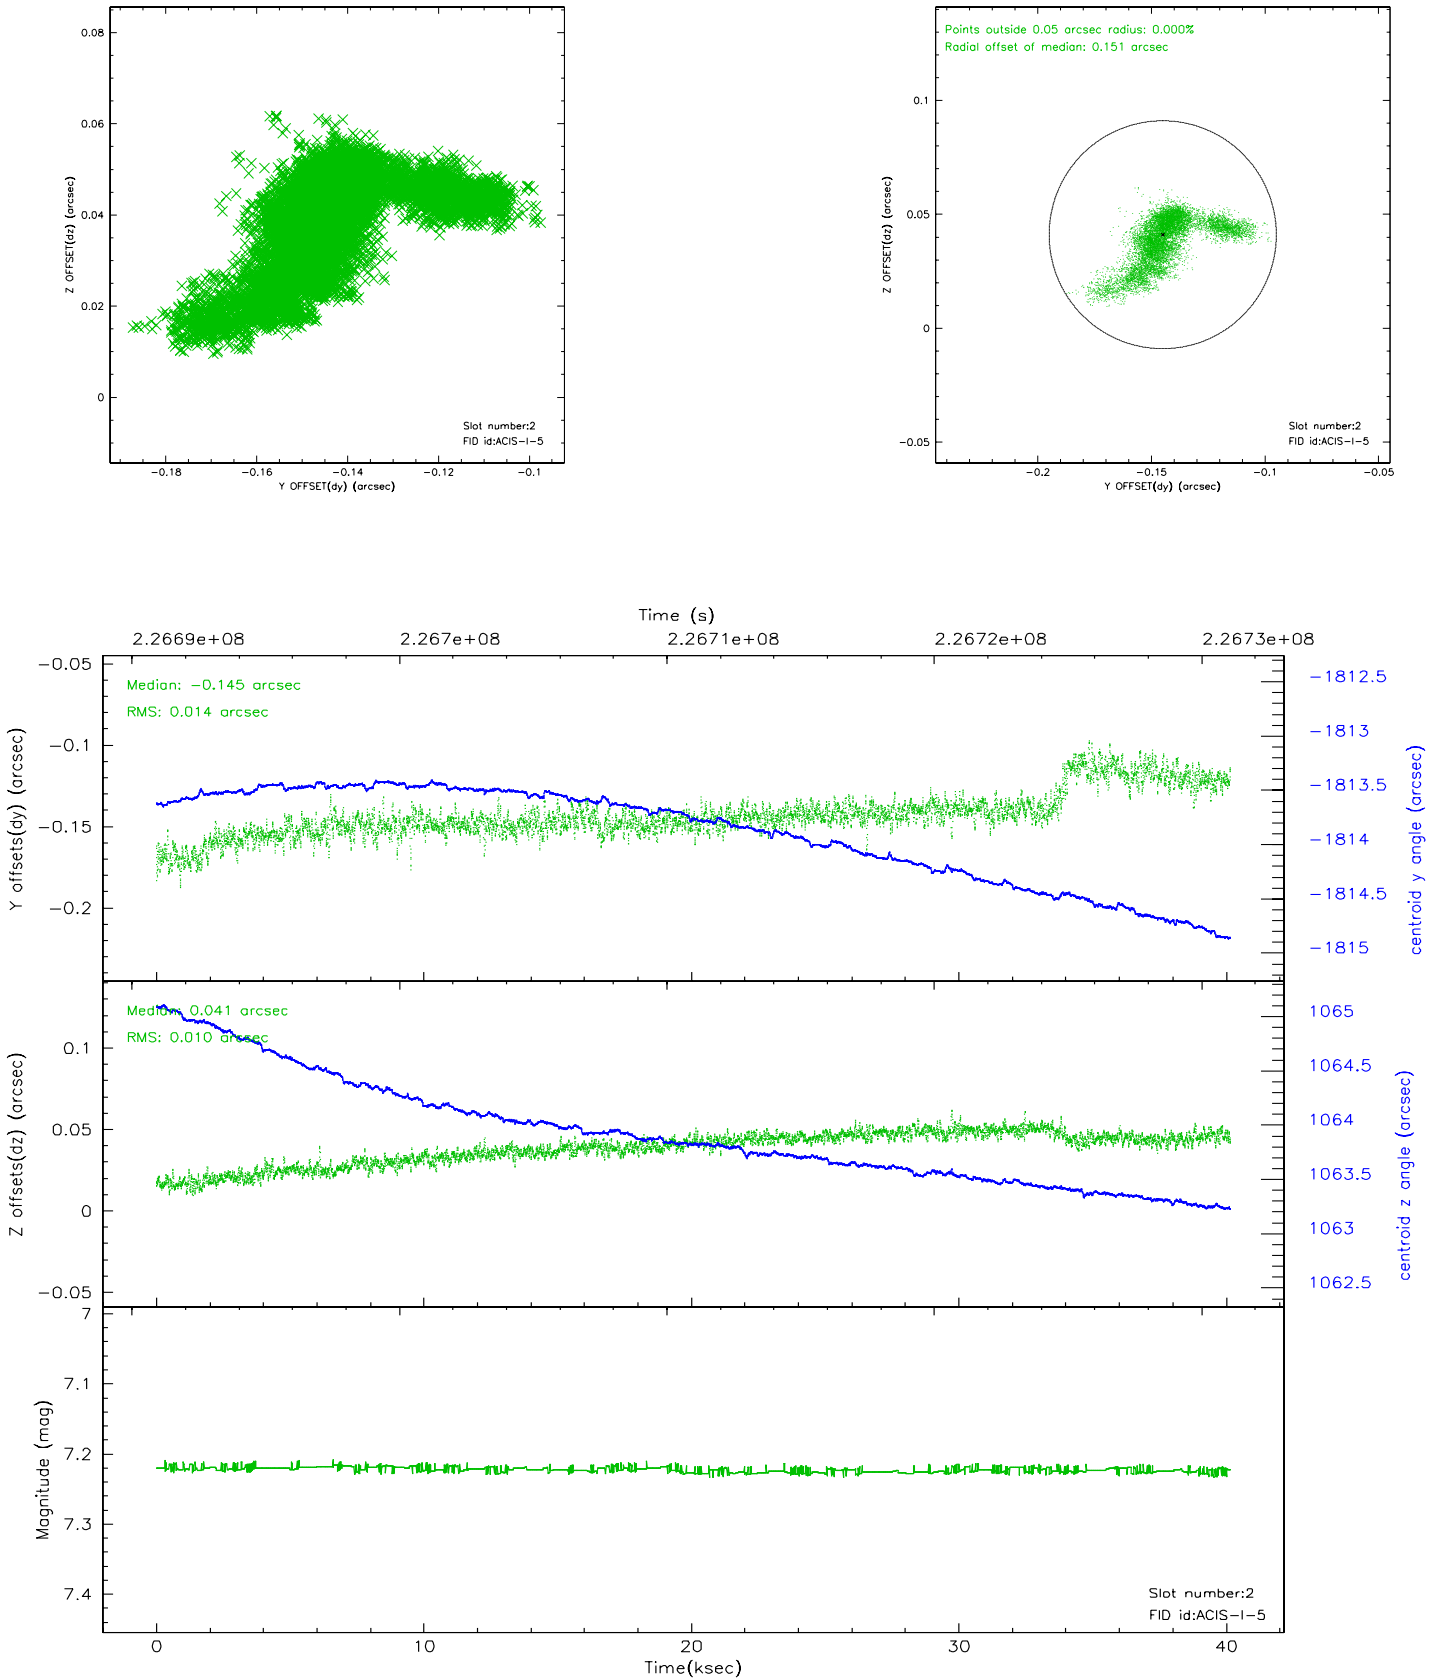 0.08
0.06
0.04
0.02
0
Z OFFSET(dz) (arcsec)
Slot number:2
FID id:ACIS-I-5
-0.18 -0.16 -0.14 -0.12 -0.1
Y OFFSET(dy) (arcsec)
Points outside 0.05 arcsec radius: 0.000%
Radial offset of median: 0.151 arcsec
0.1
0.05
0
-0.05
Z OFFSET(dz) (arcsec)
Slot number:2
FID id:ACIS-I-5
-0.2 -0.15 -0.1 -0.05
Y OFFSET(dy) (arcsec)
Time (s)
2.2669e+08 2.267e+08 2.2671e+08 2.2672e+08 2.2673e+08
Median: -0.145 arcsec
RMS: 0.014 arcsec
-0.05
-0.1
-0.15
-0.2
Y offsets(dy) (arcsec)
-1812.5
-1813
-1813.5
-1814
-1814.5
-1815
centroid y angle (arcsec)
Median: 0.041 arcsec
RMS: 0.010 arcsec
0.1
0.05
0
-0.05
Z offsets(dz) (arcsec)
1065
1064.5
1064
1063.5
1063
1062.5
centroid z angle (arcsec)
7
7.1
7.2
7.3
7.4
Magnitude (mag)
Slot number:2
FID id:ACIS-I-5
0 10 20 30 40
Time(ksec)